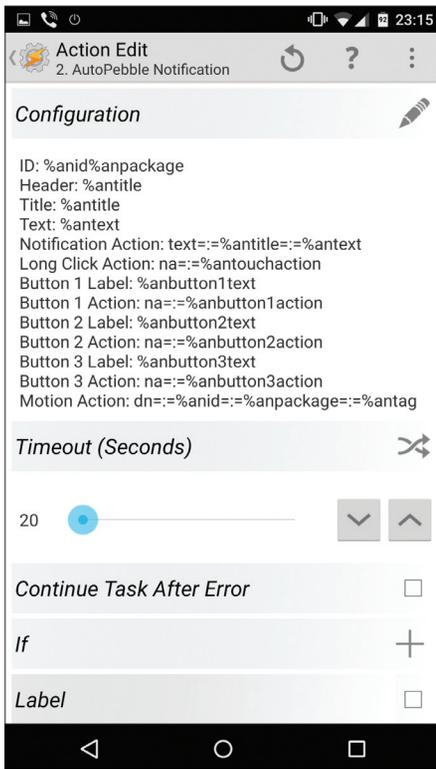 92 23:15
Action Edit
2. AutoPebble Notification
?
Configuration
ID: %anid%anpackage
Header: %antitle
Title: %antitle
Text: %antext
Notification Action: text=:=%antitle=:=%antext
Long Click Action: na=:=%antouchaction
Button 1 Label: %anbutton1text
Button 1 Action: na=:=%anbutton1action
Button 2 Label: %anbutton2text
Button 2 Action: na=:=%anbutton2action
Button 3 Label: %anbutton3text
Button 3 Action: na=:=%anbutton3action
Motion Action: dn=:=%anid=:=%anpackage=:=%antag
Timeout (Seconds)
20
Continue Task After Error
If
Label